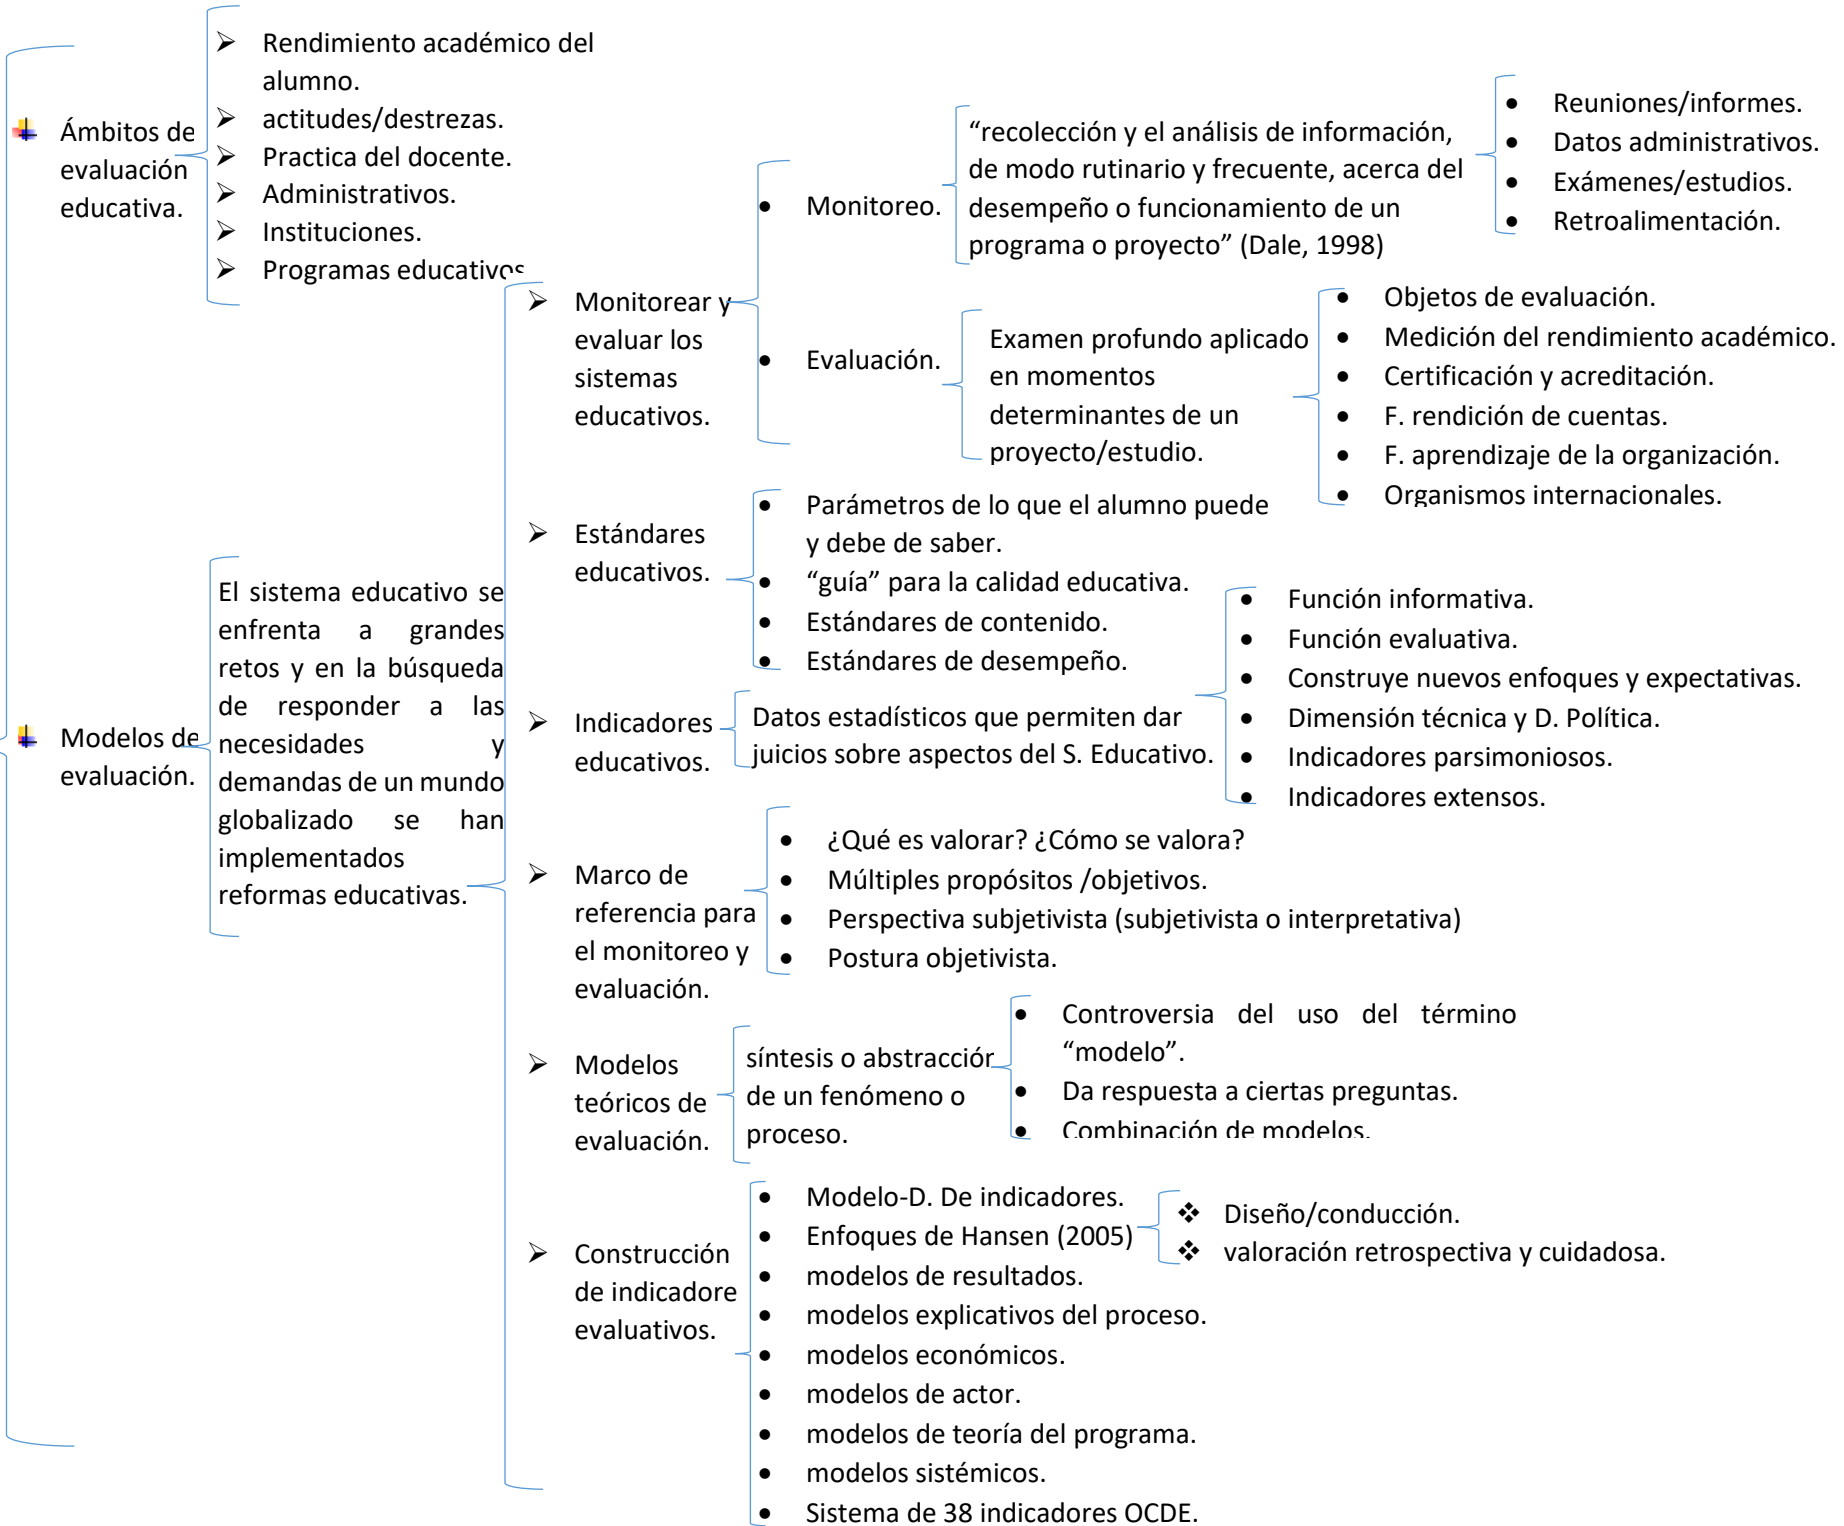 Ámbitos de
evaluación
educativa.
Rendimiento académico del
alumno.
actitudes/destrezas.
Practica del docente.
Administrativos.
Instituciones.
Programas educativos
Modelos de
evaluación.
El sistema educativo se
enfrenta a grandes
retos y en la búsqueda
de responder a las
necesidades y
demandas de un mundo
globalizado se han
implementados
reformas educativas.
Monitorear y
evaluar los
sistemas
educativos.
Monitoreo.
“recolección y el análisis de información,
de modo rutinario y frecuente, acerca del
desempeño o funcionamiento de un
programa o proyecto” (Dale, 1998)
Reuniones/informes.
Datos administrativos.
Exámenes/estudios.
Retroalimentación.
Evaluación.
Examen profundo aplicado
en momentos
determinantes de un
proyecto/estudio.
Objetos de evaluación.
Medición del rendimiento académico.
Certificación y acreditación.
F. rendición de cuentas.
F. aprendizaje de la organización.
Organismos internacionales.
Estándares
educativos.
Parámetros de lo que el alumno puede
y debe de saber.
“guía” para la calidad educativa.
Estándares de contenido.
Estándares de desempeño.
Indicadores
educativos.
Datos estadísticos que permiten dar
juicios sobre aspectos del S. Educativo.
Función informativa.
Función evaluativa.
Construye nuevos enfoques y expectativas.
Dimensión técnica y D. Política.
Indicadores parsimoniosos.
Indicadores extensos.
Marco de
referencia para
el monitoreo y
evaluación.
¿Qué es valorar? ¿Cómo se valora?
Múltiples propósitos /objetivos.
Perspectiva subjetivista (subjetivista o interpretativa)
Postura objetivista.
Modelos
teóricos de
evaluación.
síntesis o abstracción
de un fenómeno o
proceso.
Controversia del uso del término
“modelo”.
Da respuesta a ciertas preguntas.
Combinación de modelos.
Construcción
de indicadore
evaluativos.
Modelo-D. De indicadores.
Enfoques de Hansen (2005)
Diseño/conducción.
valoración retrospectiva y cuidadosa.
modelos de resultados.
modelos explicativos del proceso.
modelos económicos.
modelos de actor.
modelos de teoría del programa.
modelos sistémicos.
Sistema de 38 indicadores OCDE.